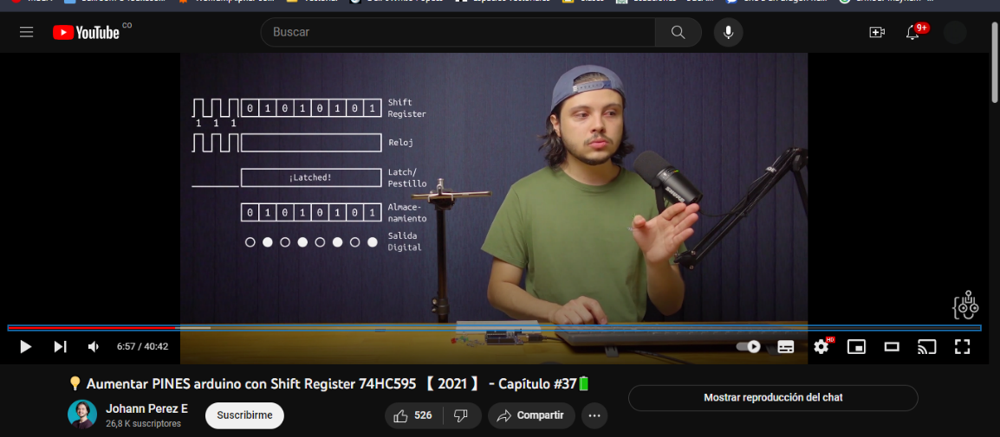 YouTube CO
Buscar
9+
0 1 0 1 0 1 0 1
Shift
Register
1 1 1
Reloj
¡Latched!
Latch/
Pestillo
0 1 0 1 0 1 0 1
Almace-
namiento
Salida
Digital
6:57 / 40:42
HD
Aumentar PINES arduino con Shift Register 74HC595 【 2021 】 - Capítulo #37
Johann Perez E
26,8 K suscriptores
Suscribirme
526
Compartir
Mostrar reproducción del chat